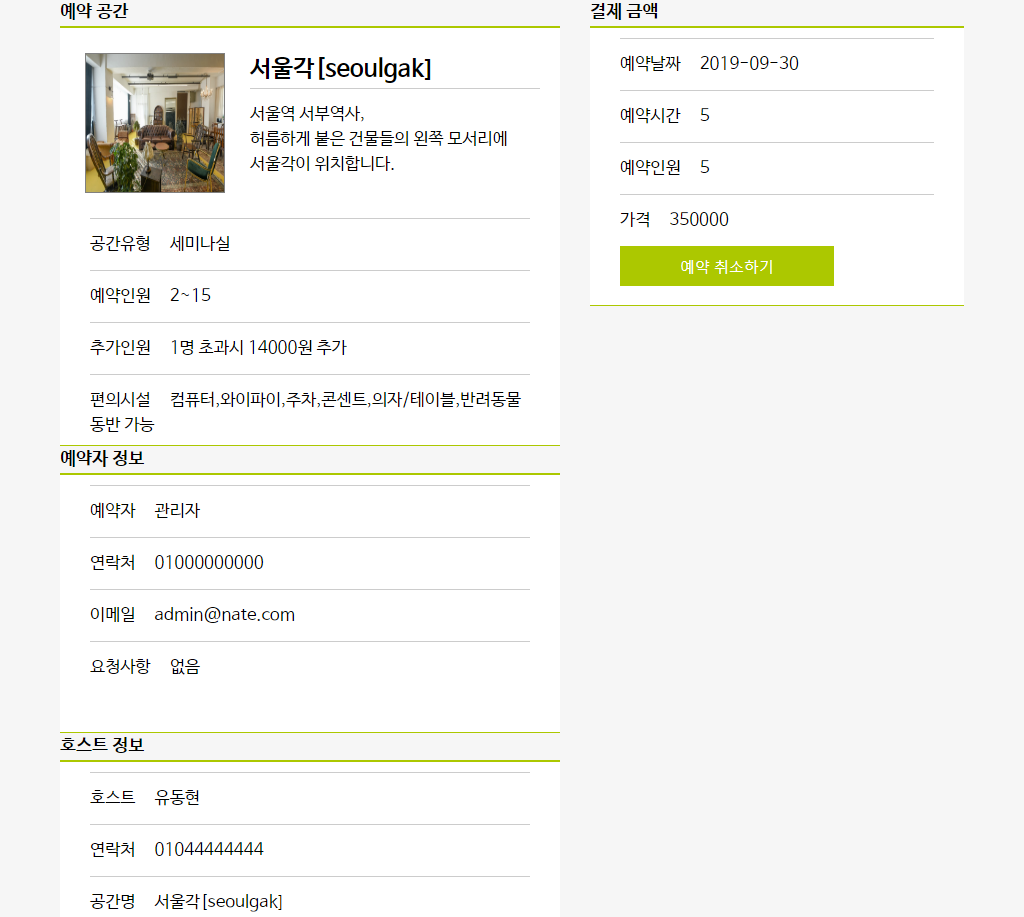 예약 공간
서울각[seoulgak]
서울역 서부역사,
허름하게 붙은 건물들의 왼쪽 모서리에
서울각이 위치합니다.
공간유형 세미나실
예약인원 2~15
추가인원 1명 초과시 14000원 추가
편의시설 컴퓨터,와이파이,주차,콘센트,의자/테이블,반려동물
동반 가능
예약자 정보
예약자 관리자
연락처 01000000000
이메일 admin@nate.com
요청사항 없음
호스트 정보
호스트 유동현
연락처 01044444444
공간명 서울각[seoulgak]
결제 금액
예약날짜 2019-09-30
예약시간 5
예약인원 5
가격 350000
예약 취소하기